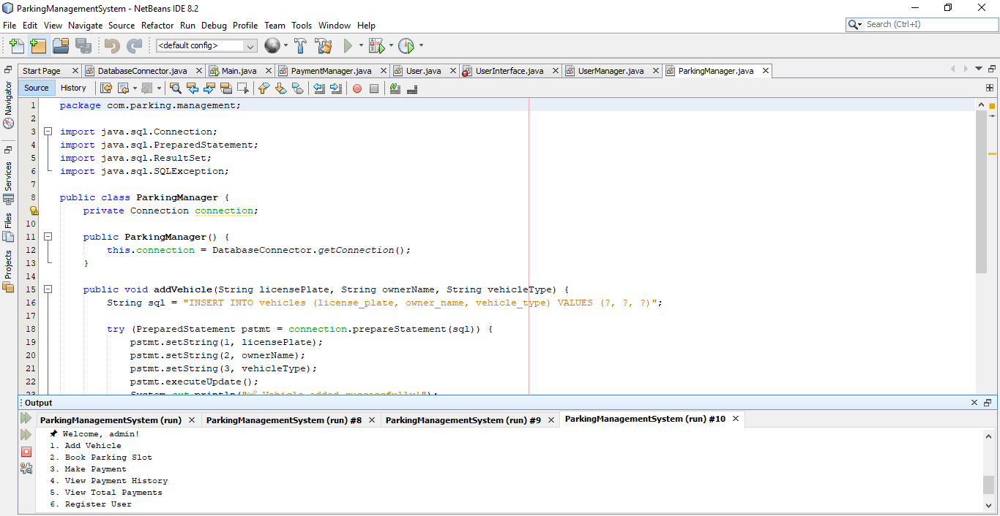 ParkingManagementSystem - NetBeans IDE 8.2
File Edit View Navigate Source Refactor Run Debug Profile Team Tools Window Help
Search (Ctrl+I)
<default config>
Start Page DatabaseConnector.java Main.java PaymentManager.java User.java UserInterface.java UserManager.java ParkingManager.java
Source History
Navigator
Services
Files
Projects
1 package com.parking.management;
2
3 import java.sql.Connection;
4 import java.sql.PreparedStatement;
5 import java.sql.ResultSet;
6 import java.sql.SQLException;
7
8 public class ParkingManager {
private Connection connection;
10
11 public ParkingManager() {
12 this.connection = DatabaseConnector.getConnection();
13 }
14
15 public void addVehicle(String licensePlate, String ownerName, String vehicleType) {
16 String sql = "INSERT INTO vehicles (license_plate, owner_name, vehicle_type) VALUES (?, ?, ?)";
17
18 try (PreparedStatement pstmt = connection.prepareStatement(sql)) {
19 pstmt.setString(1, licensePlate);
20 pstmt.setString(2, ownerName);
21 pstmt.setString(3, vehicleType);
22 pstmt.executeUpdate();
23 System.out.println("✅ Vehicle added successfully!");
Output
ParkingManagementSystem (run) ParkingManagementSystem (run) #8 ParkingManagementSystem (run) #9 ParkingManagementSystem (run) #10
📌 Welcome, admin!
1. Add Vehicle
2. Book Parking Slot
3. Make Payment
4. View Payment History
5. View Total Payments
6. Register User